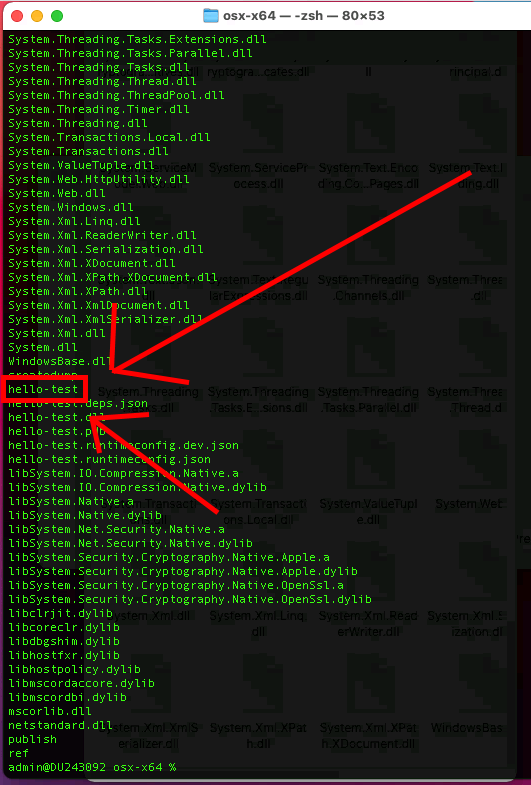 osx-x64 — -zsh — 80×53
System.Threading.Tasks.Extensions.dll
System.Threading.Tasks.Parallel.dll
System.Threading.Tasks.dll
System.Threading.Thread.dll
System.Threading.ThreadPool.dll
System.Threading.Timer.dll
System.Threading.dll
System.Transactions.Local.dll
System.Transactions.dll
System.ValueTuple.dll
System.Web.HttpUtility.dll
System.Web.dll
System.Windows.dll
System.Xml.Linq.dll
System.Xml.ReaderWriter.dll
System.Xml.Serialization.dll
System.Xml.XDocument.dll
System.Xml.XPath.XDocument.dll
System.Xml.XPath.dll
System.Xml.XmlDocument.dll
System.Xml.XmlSerializer.dll
System.Xml.dll
System.dll
WindowsBase.dll
createdump
hello-test
hello-test.deps.json
hello-test.dll
hello-test.pdb
hello-test.runtimeconfig.dev.json
hello-test.runtimeconfig.json
libSystem.IO.Compression.Native.a
libSystem.IO.Compression.Native.dylib
libSystem.Native.a
libSystem.Native.dylib
libSystem.Net.Security.Native.a
libSystem.Net.Security.Native.dylib
libSystem.Security.Cryptography.Native.Apple.a
libSystem.Security.Cryptography.Native.Apple.dylib
libSystem.Security.Cryptography.Native.OpenSsl.a
libSystem.Security.Cryptography.Native.OpenSsl.dylib
libclrjit.dylib
libcoreclr.dylib
libdbgshim.dylib
libhostfxr.dylib
libhostpolicy.dylib
libmscordaccore.dylib
libmscordbi.dylib
mscorlib.dll
netstandard.dll
publish
ref
admin@DU243092 osx-x64 %